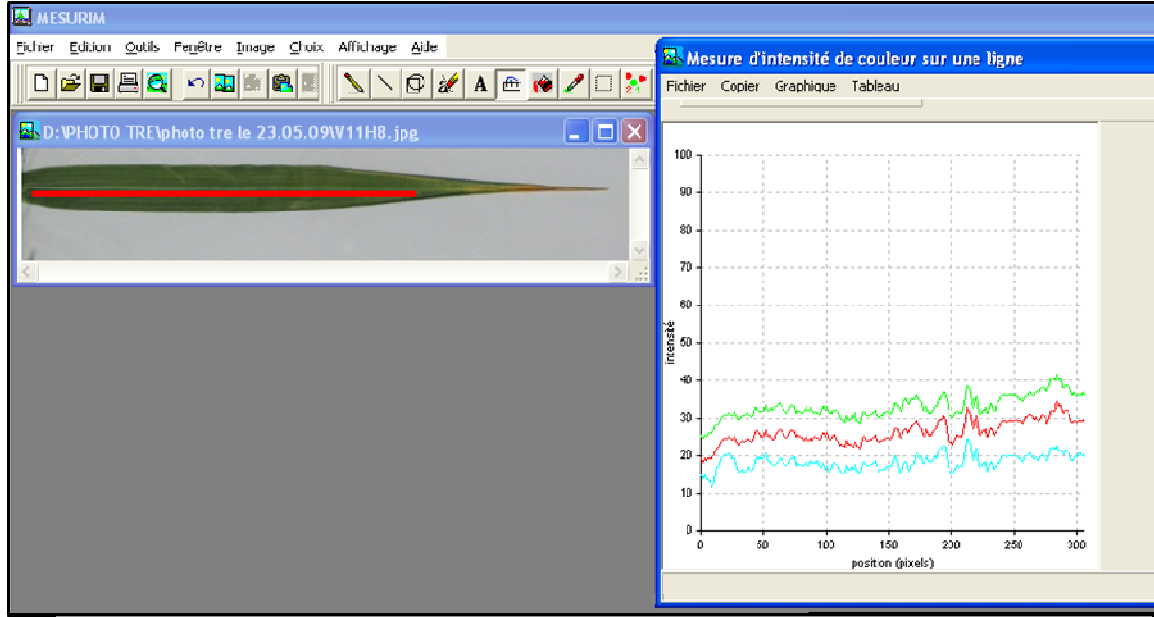 MESURIM
Fichier Edition Outils Fenêtre Image Choix Affichage Aide
A
D:\PHOTO TRE\photo tre le 23.05.09\V11H8.jpg
Mesure d'intensité de couleur sur une ligne
Fichier Copier Graphique Tableau
100
90
80
70
60
50
40
30
20
10
0
intensité
0 50 100 150 200 250 300
position (pixels)